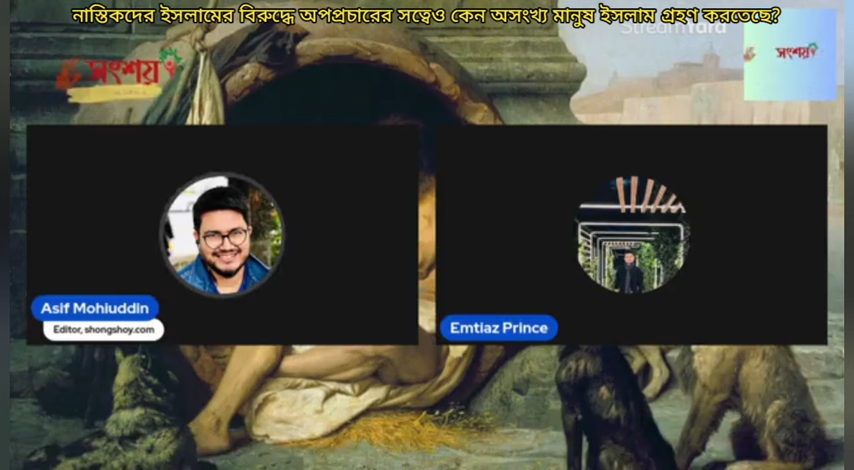 নাস্তিকদের ইসলামের বিরুদ্ধে অপপ্রচারের সত্বেও কেন অসংখ্য মানুষ ইসলাম গ্রহণ করতেছে?
StreamYard
সংশয়
সংশয়
Asif Mohiuddin
Editor, shongshoy.com
Emtiaz Prince